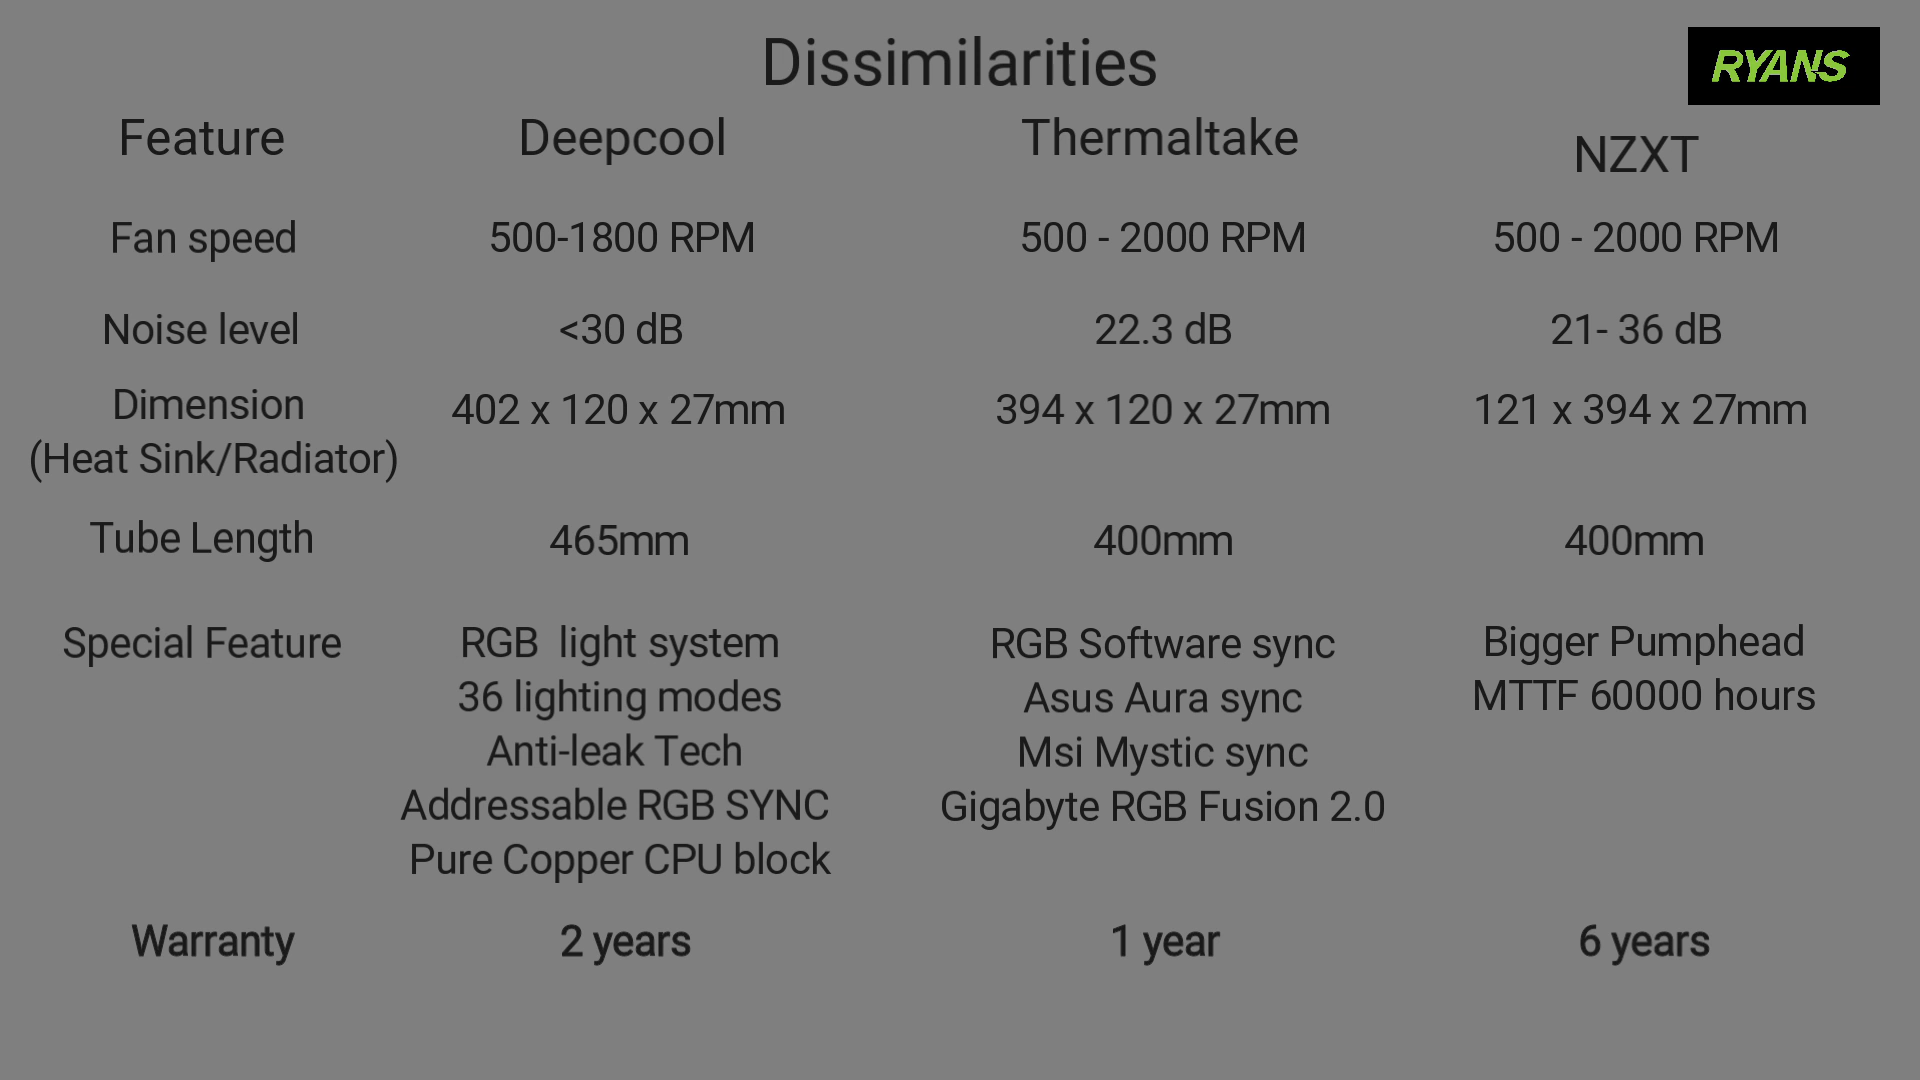 Dissimilarities
RYANS
Feature Deepcool Thermaltake NZXT
Fan speed 500-1800 RPM 500 - 2000 RPM 500 - 2000 RPM
Noise level <30 dB 22.3 dB 21- 36 dB
Dimension 402 x 120 x 27mm 394 x 120 x 27mm 121 x 394 x 27mm
(Heat Sink/Radiator)
Tube Length 465mm 400mm 400mm
Special Feature RGB  light system RGB Software sync Bigger Pumphead
36 lighting modes Asus Aura sync MTTF 60000 hours
Anti-leak Tech Msi Mystic sync
Addressable RGB SYNC Gigabyte RGB Fusion 2.0
Pure Copper CPU block
Warranty 2 years 1 year 6 years